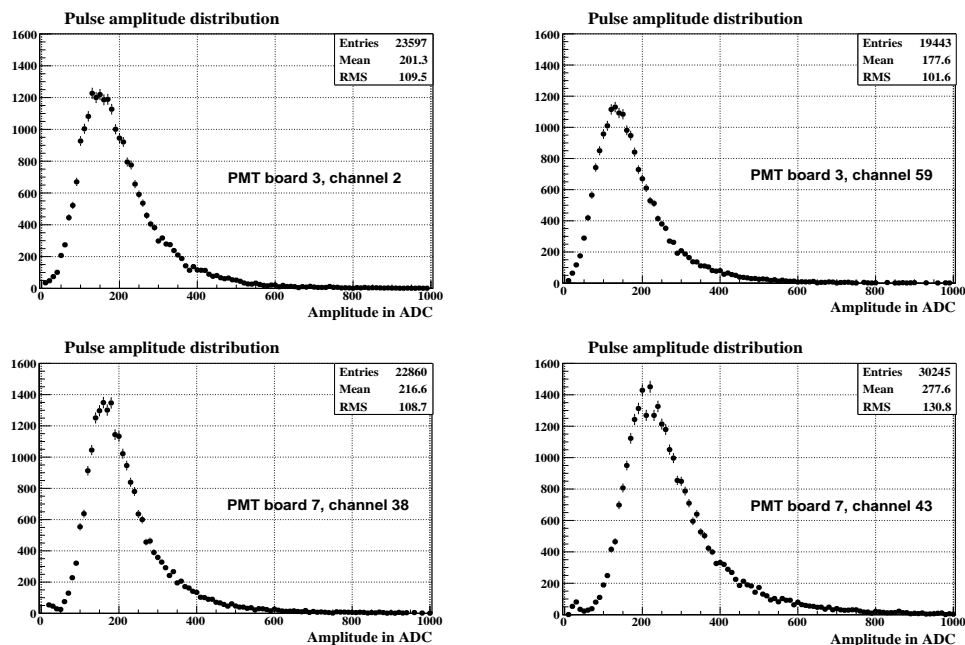 Pulse amplitude distribution
Entries 23597
Mean 201.3
RMS 109.5
1600
1400
1200
1000
800
600
400
200
0
PMT board 3, channel 2
0 200 400 600 800 1000
Amplitude in ADC
Pulse amplitude distribution
Entries 19443
Mean 177.6
RMS 101.6
1600
1400
1200
1000
800
600
400
200
0
PMT board 3, channel 59
0 200 400 600 800 1000
Amplitude in ADC
Pulse amplitude distribution
Entries 22860
Mean 216.6
RMS 108.7
1600
1400
1200
1000
800
600
400
200
0
PMT board 7, channel 38
0 200 400 600 800 1000
Amplitude in ADC
Pulse amplitude distribution
Entries 30245
Mean 277.6
RMS 130.8
1600
1400
1200
1000
800
600
400
200
0
PMT board 7, channel 43
0 200 400 600 800 1000
Amplitude in ADC